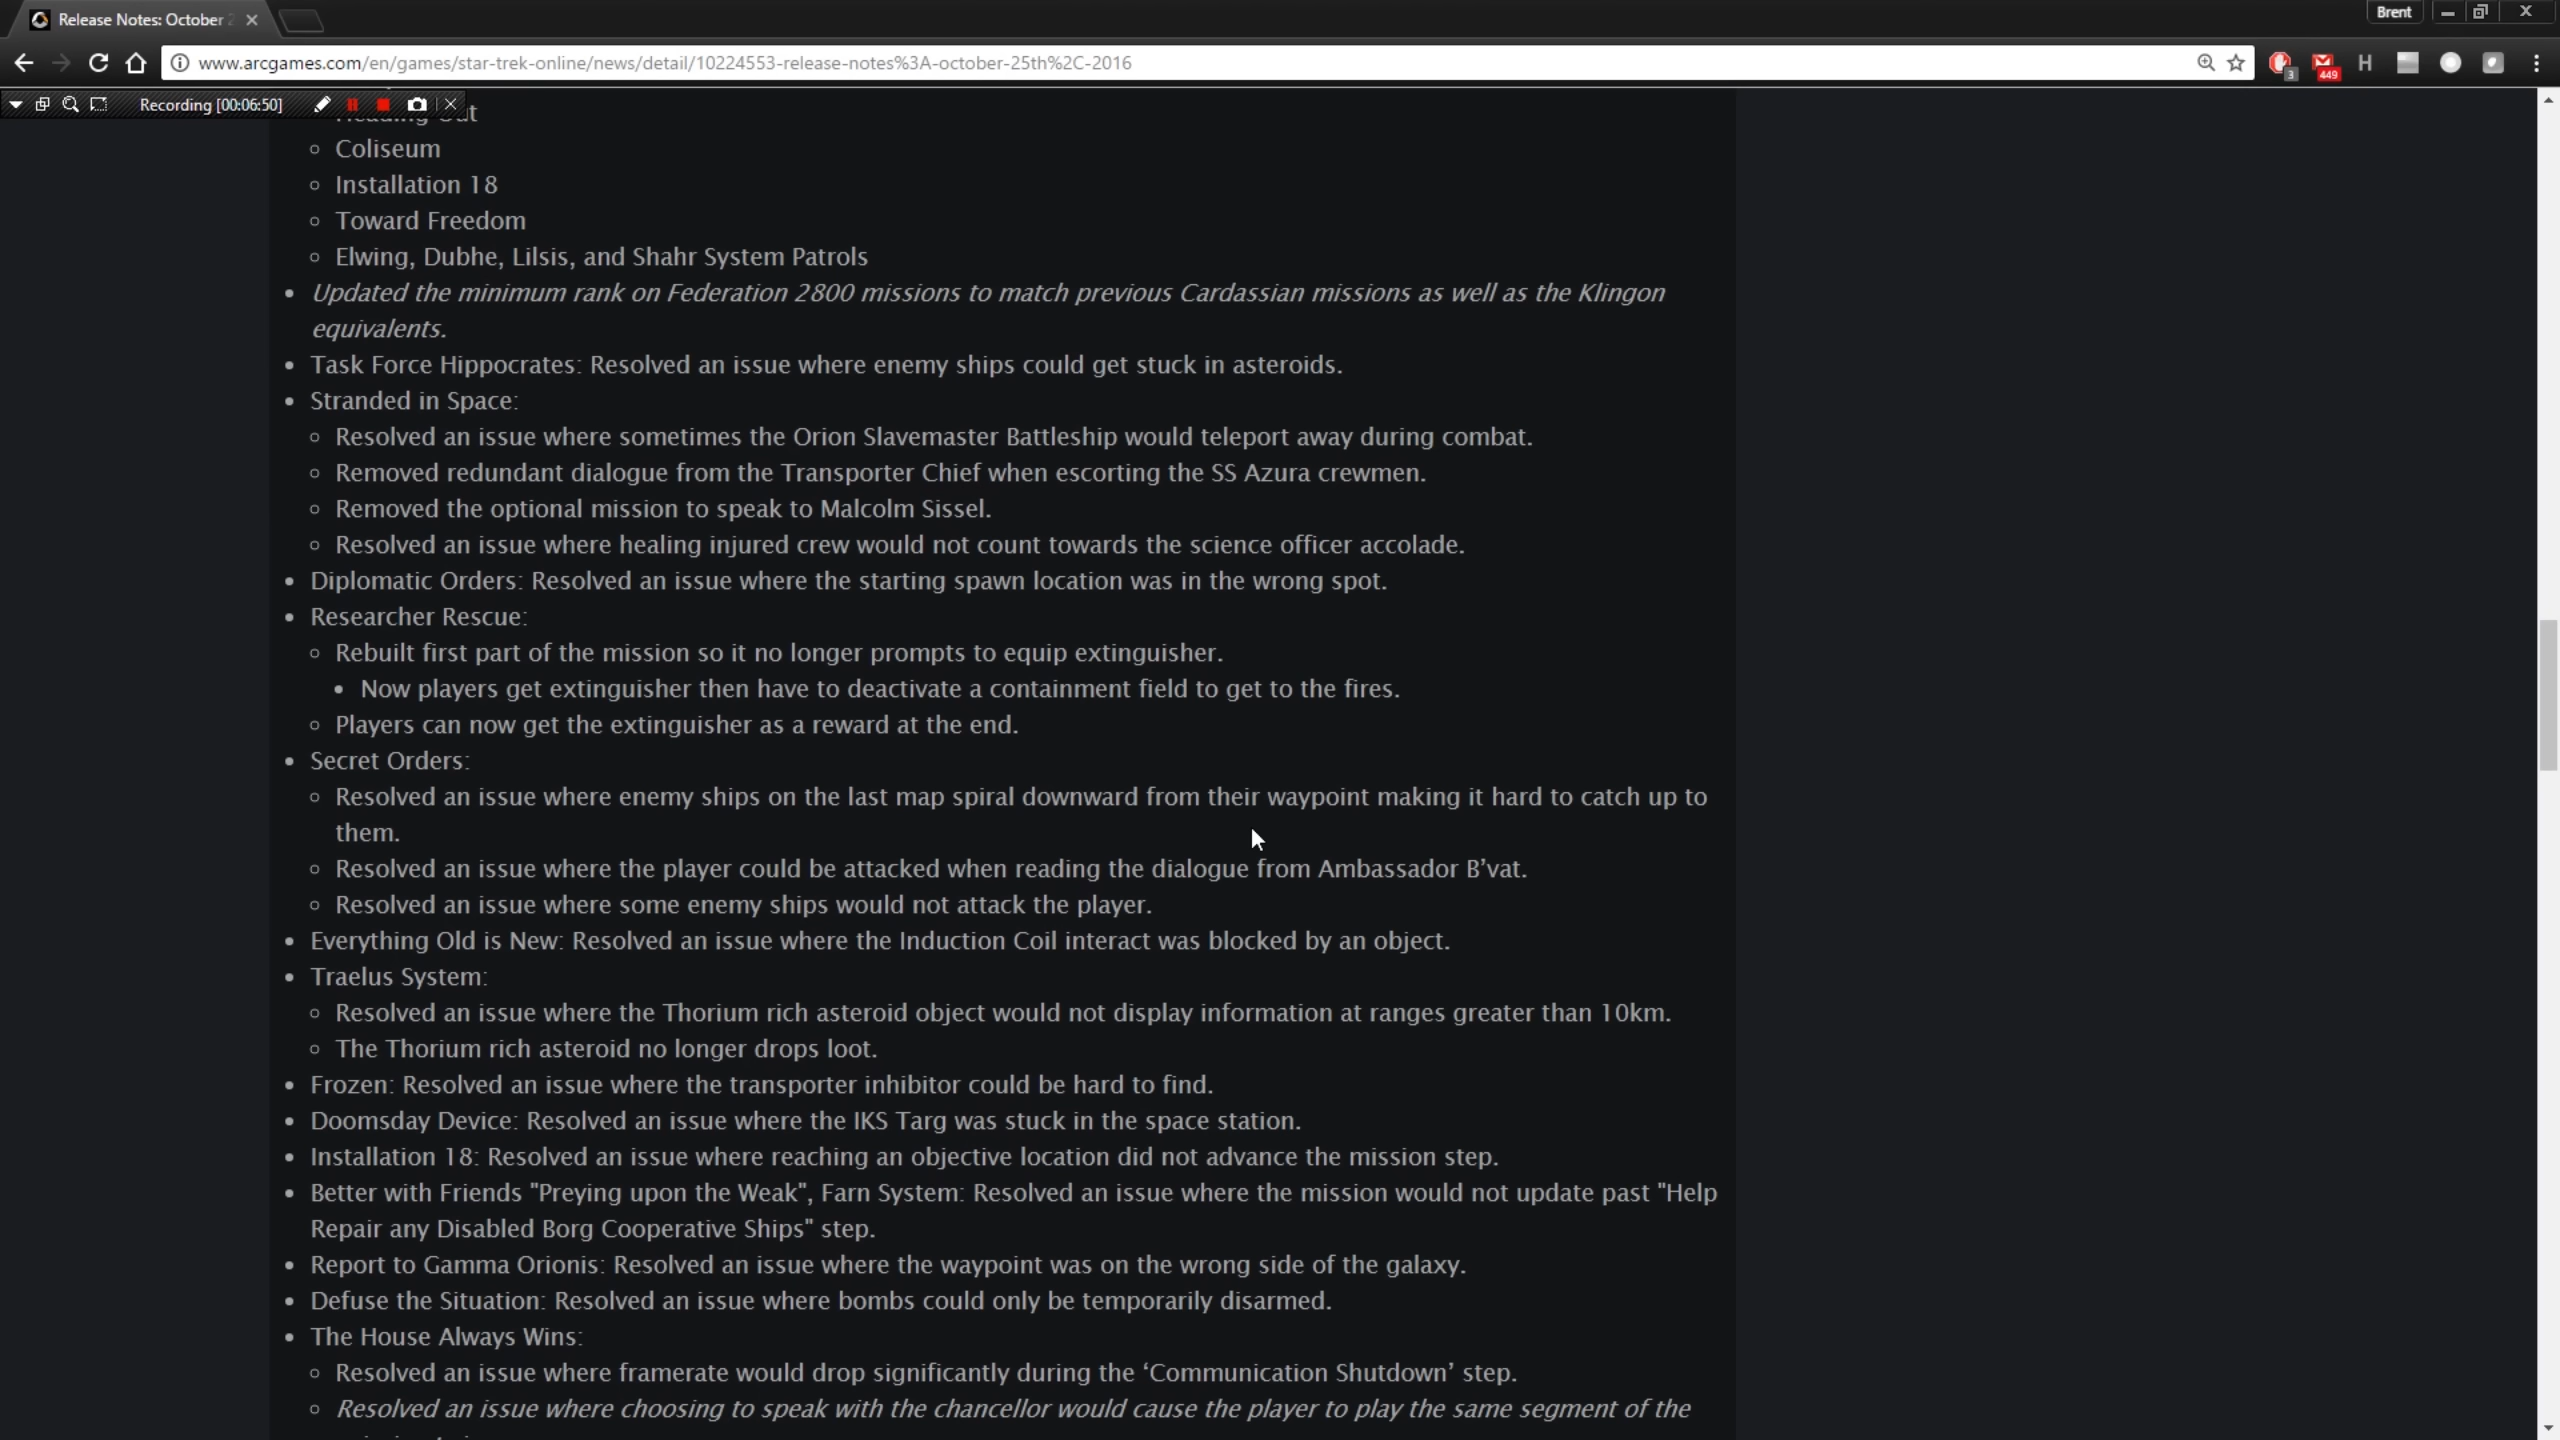 Release Notes: October
Brent
www.arcgames.com/en/games/star-trek-online/news/detail/10224553-release-notes%3A-october-25th%2C-2016
3
449
H
Recording [00:06:50]
Coliseum
Installation 18
Toward Freedom
Elwing, Dubhe, Lilsis, and Shahr System Patrols
Updated the minimum rank on Federation 2800 missions to match previous Cardassian missions as well as the Klingon
equivalents.
Task Force Hippocrates: Resolved an issue where enemy ships could get stuck in asteroids.
Stranded in Space:
Resolved an issue where sometimes the Orion Slavemaster Battleship would teleport away during combat.
Removed redundant dialogue from the Transporter Chief when escorting the SS Azura crewmen.
Removed the optional mission to speak to Malcolm Sissel.
Resolved an issue where healing injured crew would not count towards the science officer accolade.
Diplomatic Orders: Resolved an issue where the starting spawn location was in the wrong spot.
Researcher Rescue:
Rebuilt first part of the mission so it no longer prompts to equip extinguisher.
Now players get extinguisher then have to deactivate a containment field to get to the fires.
Players can now get the extinguisher as a reward at the end.
Secret Orders:
Resolved an issue where enemy ships on the last map spiral downward from their waypoint making it hard to catch up to
them.
Resolved an issue where the player could be attacked when reading the dialogue from Ambassador B’vat.
Resolved an issue where some enemy ships would not attack the player.
Everything Old is New: Resolved an issue where the Induction Coil interact was blocked by an object.
Traelus System:
Resolved an issue where the Thorium rich asteroid object would not display information at ranges greater than 10km.
The Thorium rich asteroid no longer drops loot.
Frozen: Resolved an issue where the transporter inhibitor could be hard to find.
Doomsday Device: Resolved an issue where the IKS Targ was stuck in the space station.
Installation 18: Resolved an issue where reaching an objective location did not advance the mission step.
Better with Friends "Preying upon the Weak", Farn System: Resolved an issue where the mission would not update past "Help
Repair any Disabled Borg Cooperative Ships" step.
Report to Gamma Orionis: Resolved an issue where the waypoint was on the wrong side of the galaxy.
Defuse the Situation: Resolved an issue where bombs could only be temporarily disarmed.
The House Always Wins:
Resolved an issue where framerate would drop significantly during the ‘Communication Shutdown’ step.
Resolved an issue where choosing to speak with the chancellor would cause the player to play the same segment of the